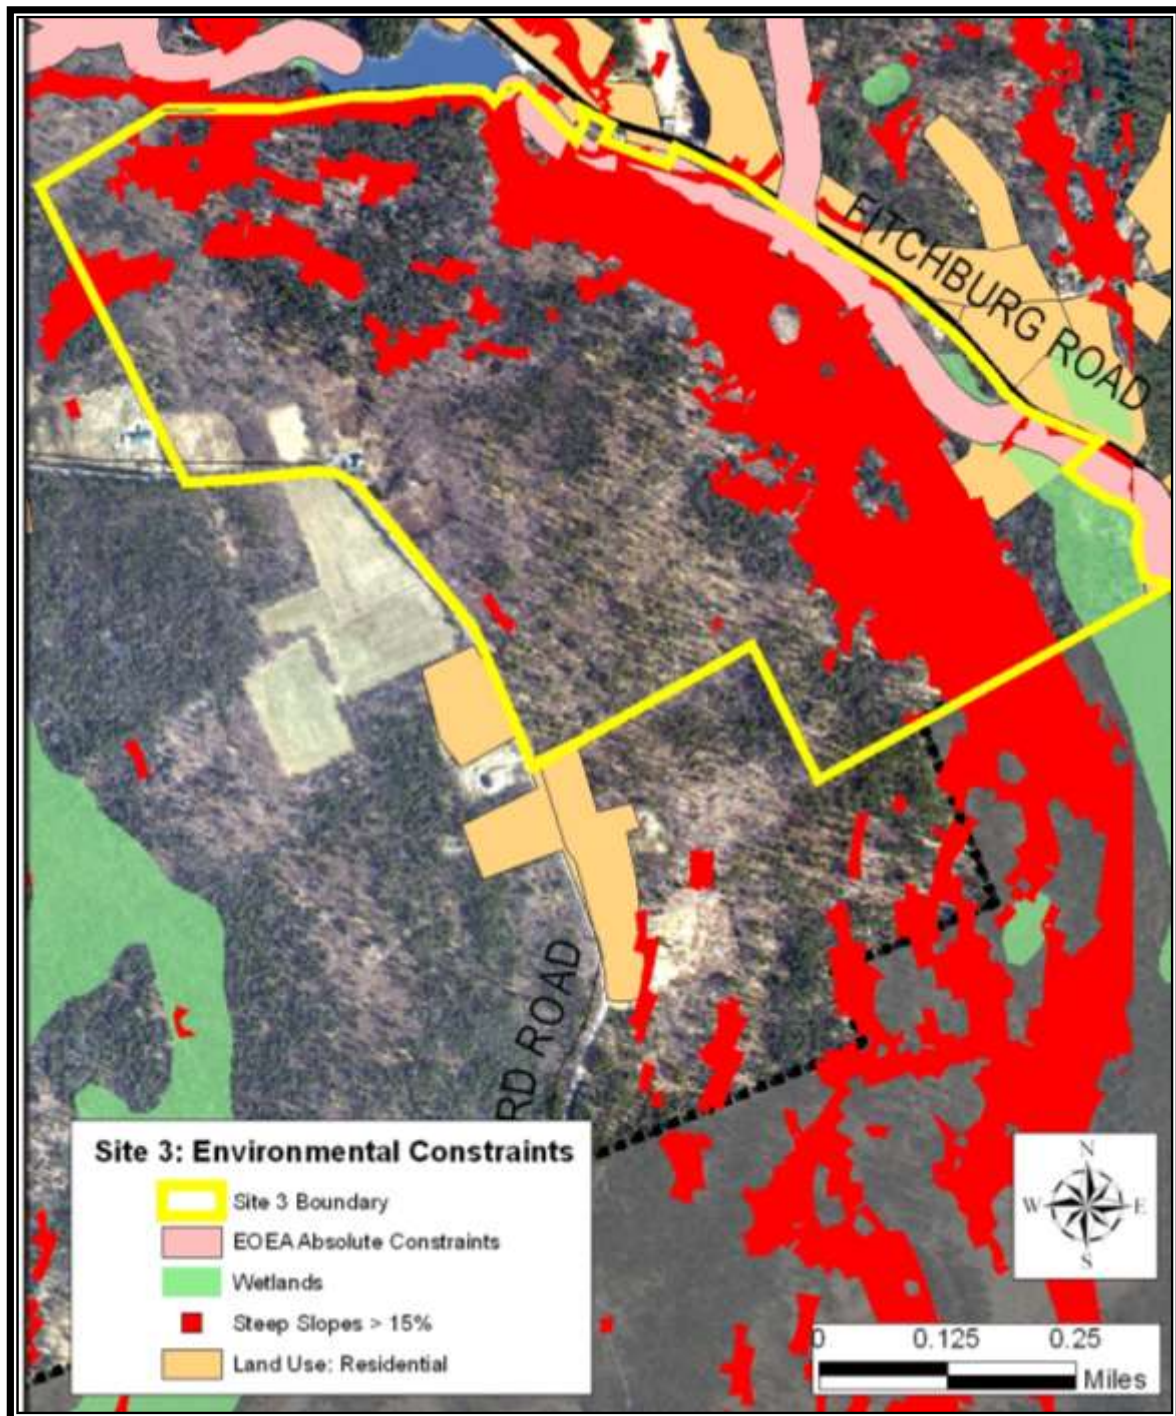 FITCHBURG ROAD
RD ROAD
Site 3: Environmental Constraints
Site 3 Boundary
EOEA Absolute Constraints
Wetlands
Steep Slopes > 15%
Land Use: Residential
N
W E
S
0 0.125 0.25
Miles